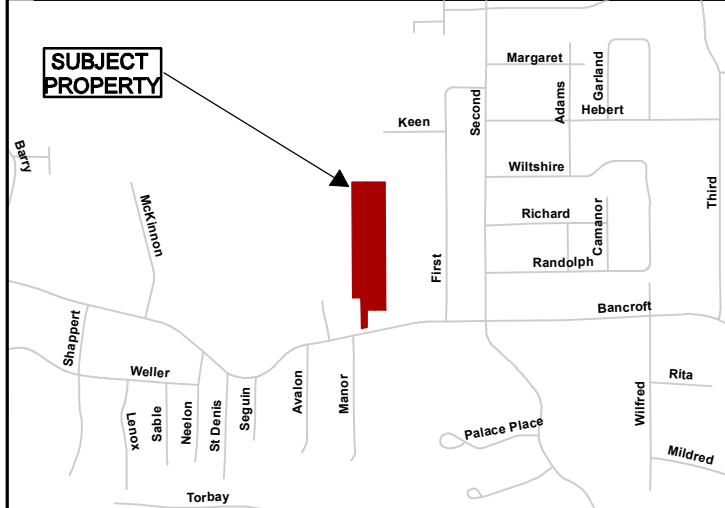 SUBJECT
PROPERTY
Margaret
Garland
Adams
Second
Hebert
Keen
Barry
Wiltshire
McKinnon
Third
Richard
Camanor
First
Randolph
Bancroft
Shappert
Weller
Rita
Avalon
Manor
Seguin
St Denis
Neelon
Sable
Lenox
Wilfred
Palace Place
Mildred
Torbay